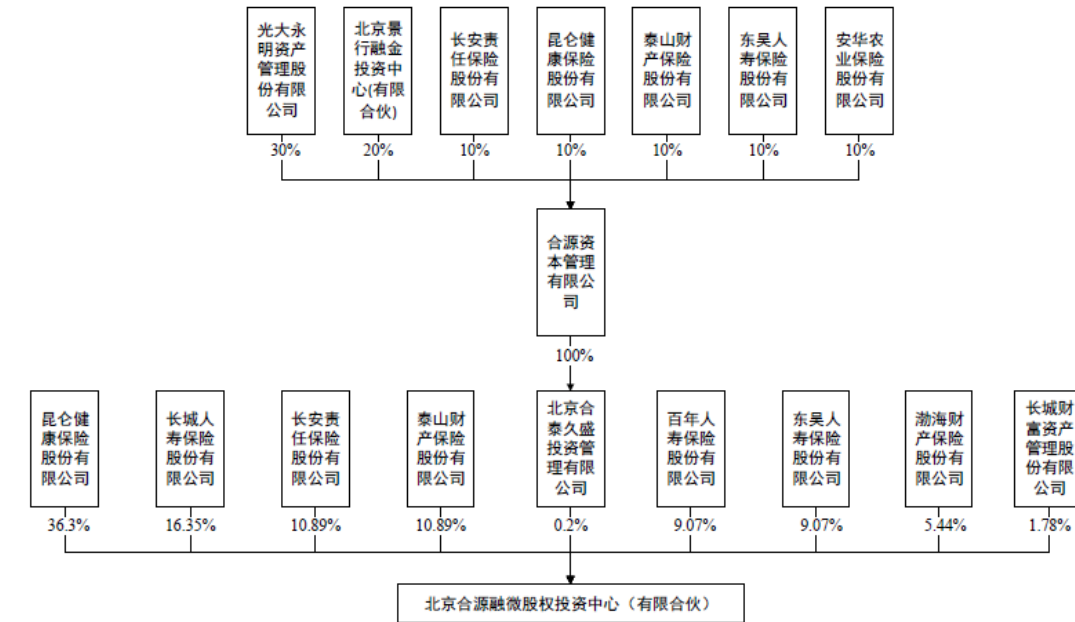 光大永
明资产
管理股
份有限
公司
北京景
行融金
投资中
心(有限
合伙)
长安责
任保险
股份有
限公司
昆仑健
康保险
股份有
限公司
泰山财
产保险
股份有
限公司
东吴人
寿保险
股份有
限公司
安华农
业保险
股份有
限公司
30%
20%
10%
10%
10%
10%
10%
合源资
本管理
有限公
司
100%
昆仑健
康保险
股份有
限公司
长城人
寿保险
股份有
限公司
长安责
任保险
股份有
限公司
泰山财
产保险
股份有
限公司
北京合
泰久盛
投资管
理有限
公司
百年人
寿保险
股份有
限公司
东吴人
寿保险
股份有
限公司
渤海财
产保险
股份有
限公司
长城财
富资产
管理股
份有限
公司
36.3%
16.35%
10.89%
10.89%
0.2%
9.07%
9.07%
5.44%
1.78%
北京合源融微股权投资中心（有限合伙）